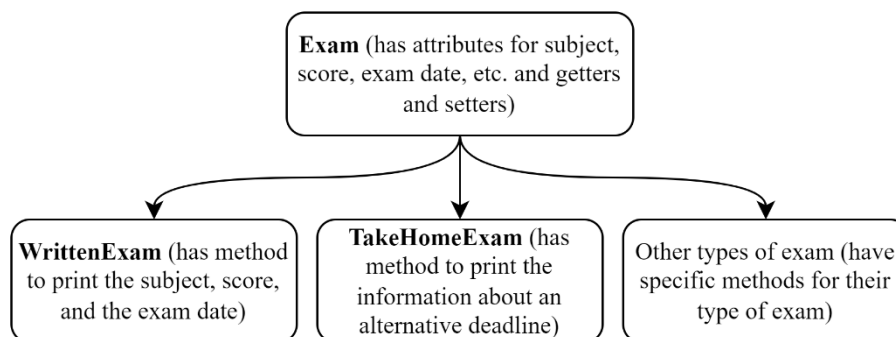 Exam (has attributes for subject,
score, exam date, etc. and getters
and setters)
WrittenExam (has method
to print the subject, score,
and the exam date)
TakeHomeExam (has
method to print the
information about an
alternative deadline)
Other types of exam (have
specific methods for their
type of exam)